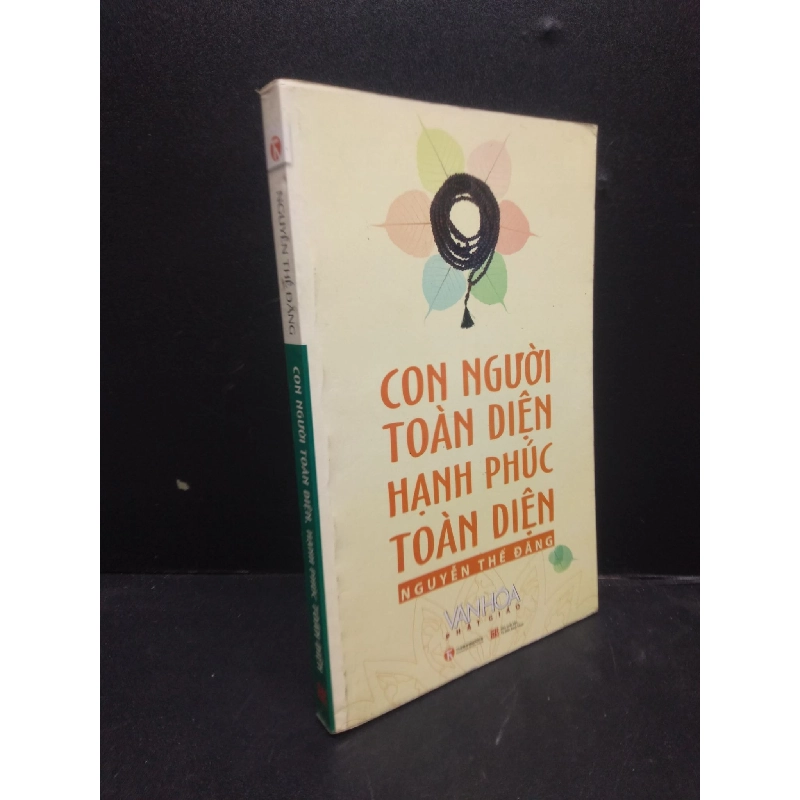 NGUYỄN THẾ ĐĂNG
CON NGƯỜI TOÀN DIỆN, HẠNH PHÚC TOÀN DIỆN
CON NGƯỜI
TOÀN DIỆN
HẠNH PHÚC
TOÀN DIỆN
NGUYỄN THẾ ĐĂNG
VĂN HÓA
PHẬT GIÁO